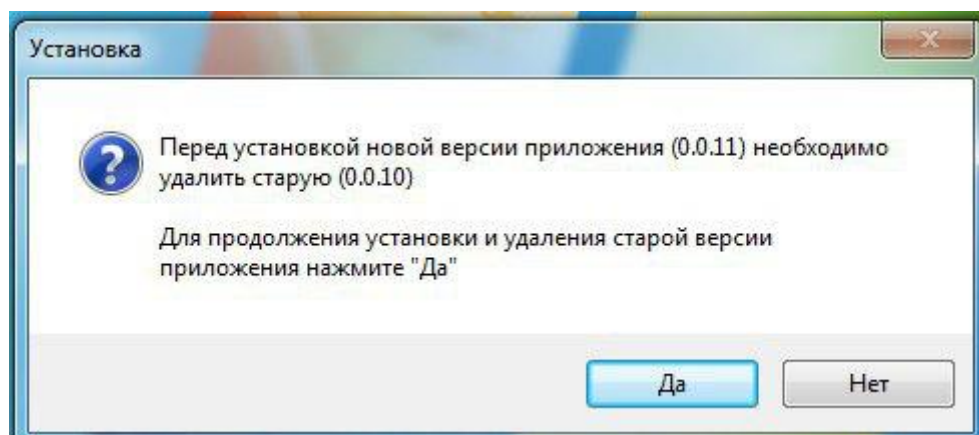 Установка
Перед установкой новой версии приложения (0.0.11) необходимо
удалить старую (0.0.10)
Для продолжения установки и удаления старой версии
приложения нажмите "Да"
Да
Нет